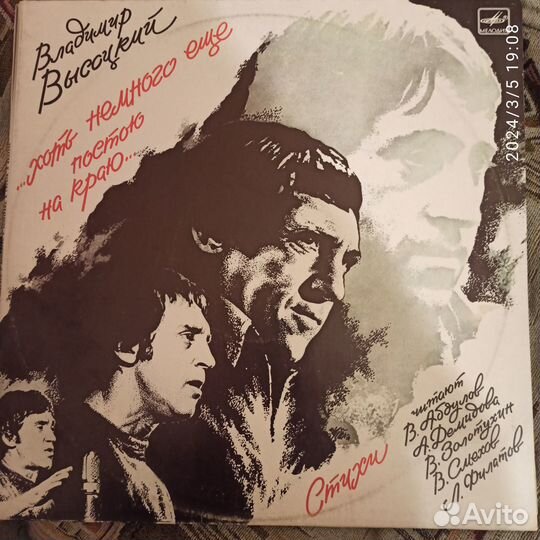 Владимир
Высоцкий
...хоть немного еще
постою
на краю...
МЕЛОДИЯ
2024/3/5 19:08
Стихи
читают
В. Абдулов
А. Демидова
В. Золотухин
В. Смехов
Л. Филатов
Avito